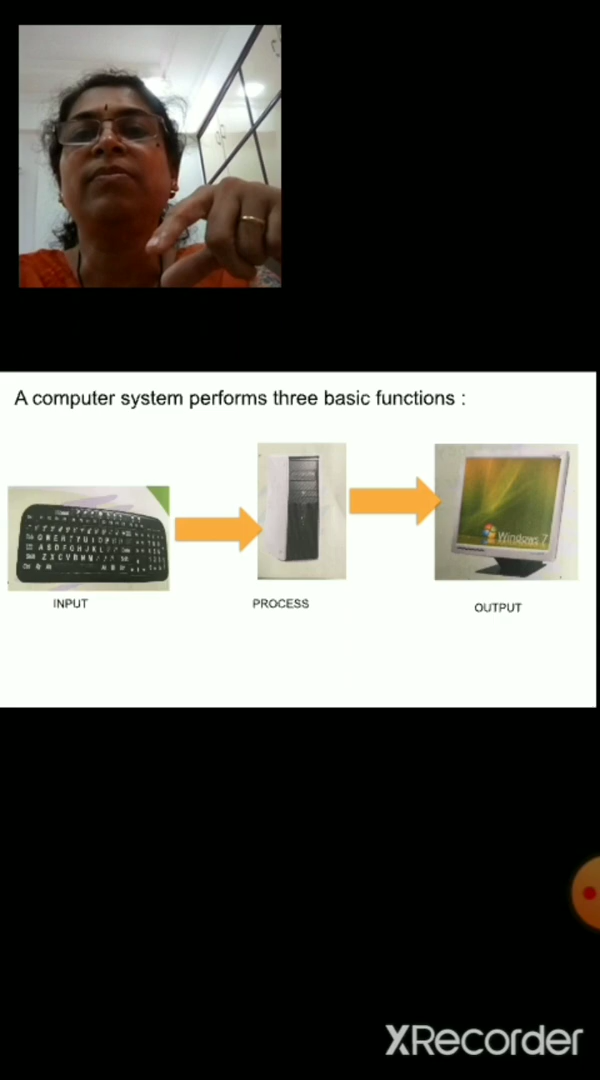 A computer system performs three basic functions :
Windows 7
INPUT
PROCESS
OUTPUT
XRecorder